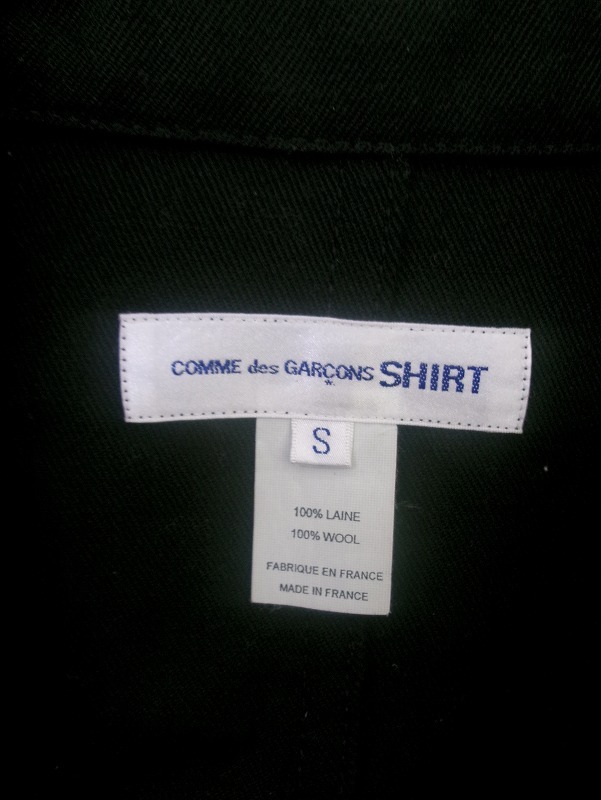 COMME des GARÇONS SHIRT
S
100% LAINE
100% WOOL
FABRIQUE EN FRANCE
MADE IN FRANCE